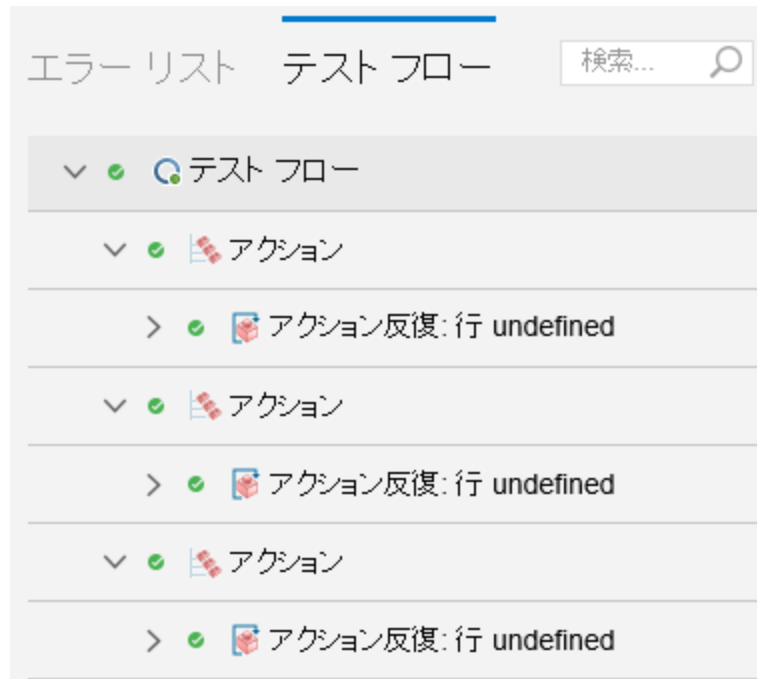 エラー リスト テスト フロー 検索...
テスト フロー
アクション
アクション反復: 行 undefined
アクション
アクション反復: 行 undefined
アクション
アクション反復: 行 undefined